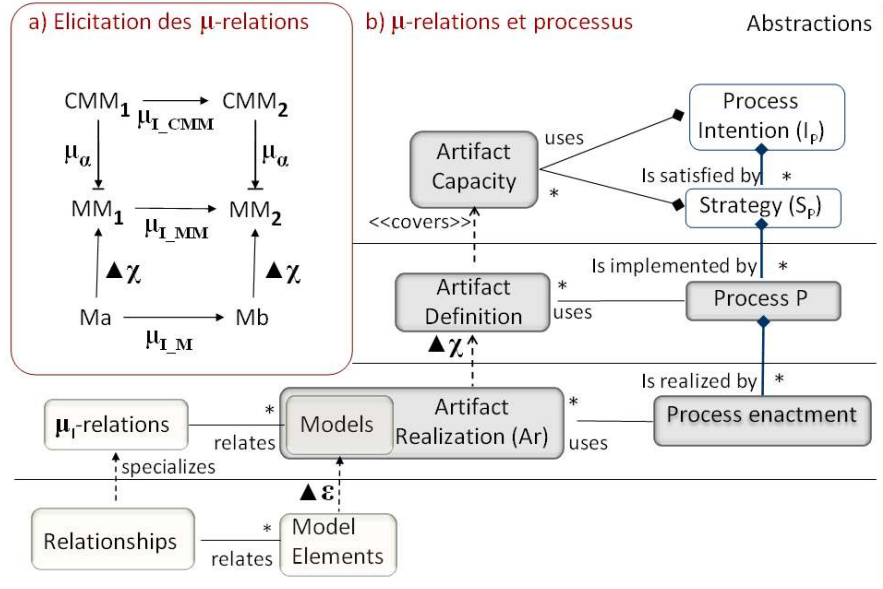 a) Elicitation des μ-relations
b) μ-relations et processus
Abstractions
CMM1
CMM2
μI_CMM
μα
μα
MM1
MM2
μI_MM
▲χ
▲χ
Ma
Mb
μI_M
Artifact
Capacity
uses
*
Process
Intention (IP)
Is satisfied by *
Strategy (SP)
<<covers>>
Is implemented by *
Artifact
Definition
*
uses
Process P
▲χ
Is realized by *
μI-relations
*
relates
Models
Artifact
Realization (Ar)
*
uses
Process enactment
specializes
▲ε
Relationships
*
relates
Model
Elements